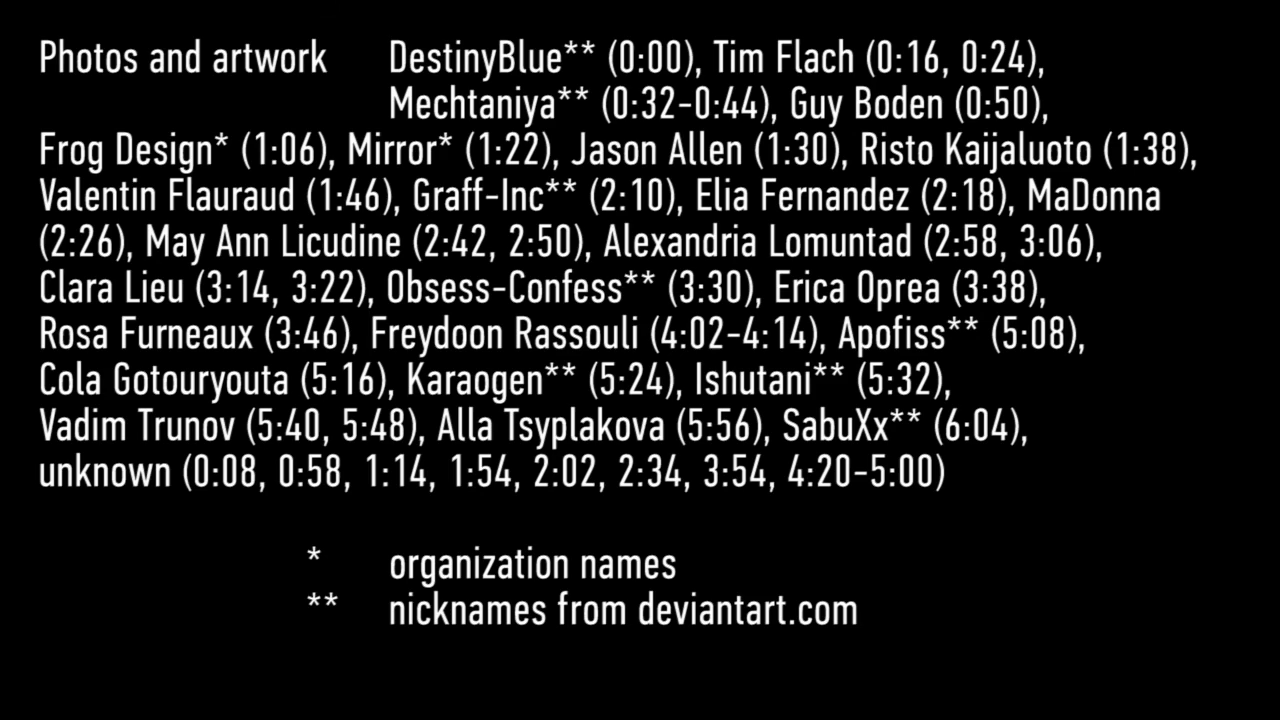 Photos and artwork DestinyBlue** (0:00), Tim Flach (0:16, 0:24),
Mechtaniya** (0:32-0:44), Guy Boden (0:50),
Frog Design* (1:06), Mirror* (1:22), Jason Allen (1:30), Risto Kaijaluoto (1:38),
Valentin Flauraud (1:46), Graff-Inc** (2:10), Elia Fernandez (2:18), MaDonna
(2:26), May Ann Licudine (2:42, 2:50), Alexandria Lomuntad (2:58, 3:06),
Clara Lieu (3:14, 3:22), Obsess-Confess** (3:30), Erica Oprea (3:38),
Rosa Furneaux (3:46), Freydoon Rassouli (4:02-4:14), Apofiss** (5:08),
Cola Gotouryouta (5:16), Karaogen** (5:24), Ishutani** (5:32),
Vadim Trunov (5:40, 5:48), Alla Tsyplakova (5:56), SabuXx** (6:04),
unknown (0:08, 0:58, 1:14, 1:54, 2:02, 2:34, 3:54, 4:20-5:00)
* organization names
** nicknames from deviantart.com